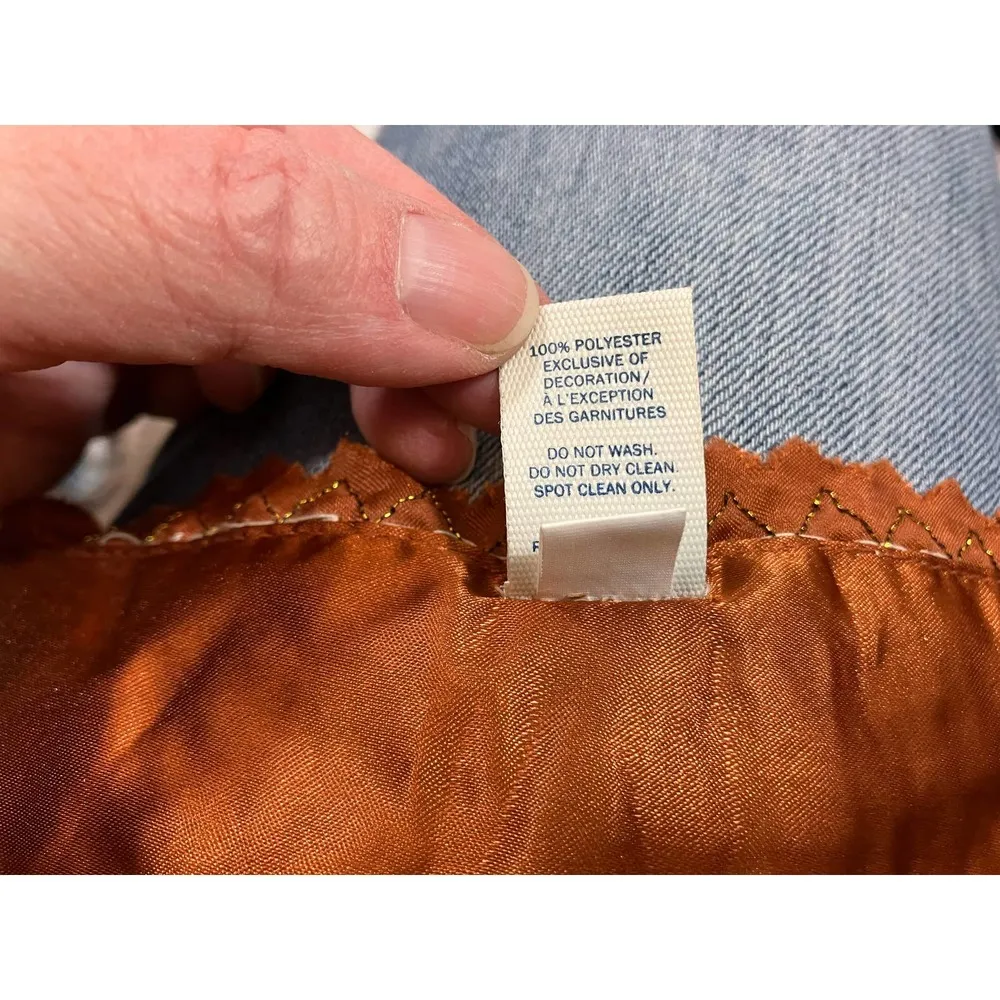 100% POLYESTER
EXCLUSIVE OF
DECORATION/
À L'EXCEPTION
DES GARNITURES
DO NOT WASH.
DO NOT DRY CLEAN.
SPOT CLEAN ONLY.